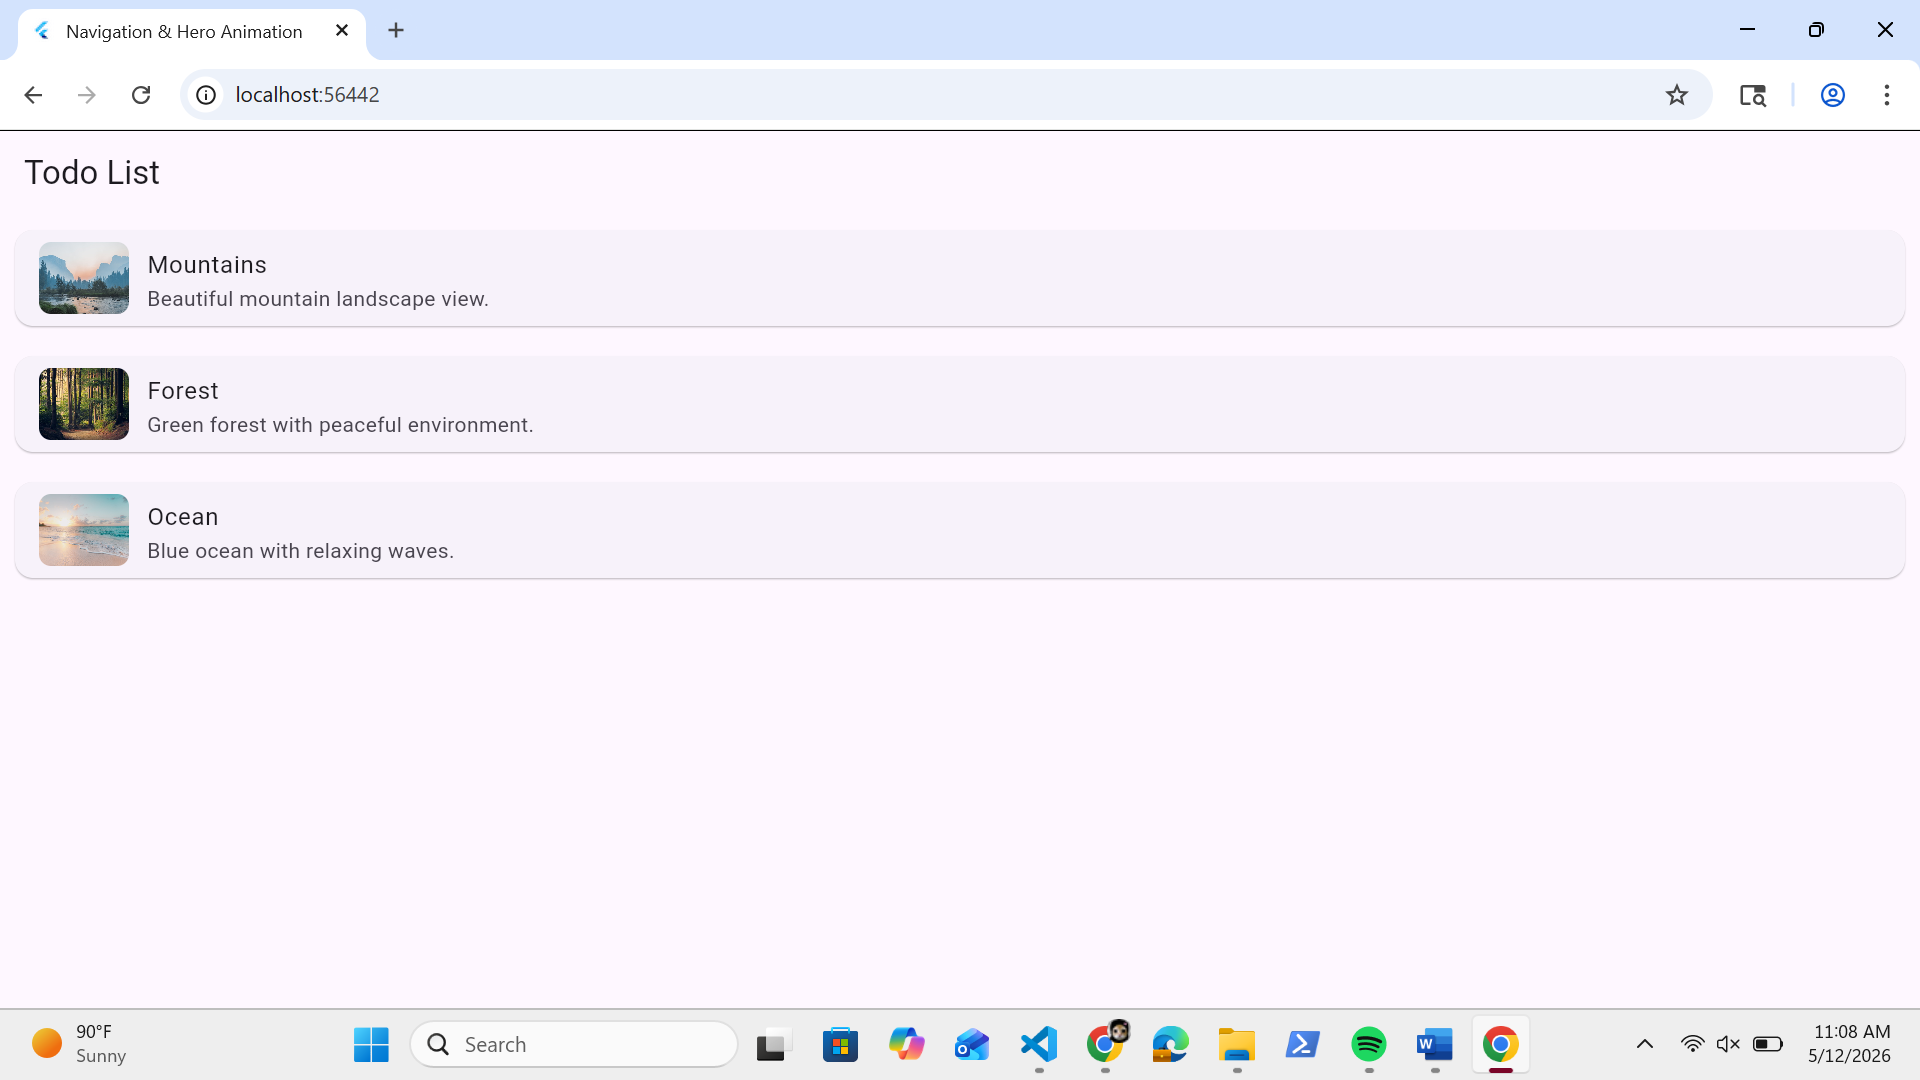 Navigation & Hero Animation
localhost:56442
Todo List
Mountains
Beautiful mountain landscape view.
Forest
Green forest with peaceful environment.
Ocean
Blue ocean with relaxing waves.
90°F
Sunny
Search
11:08 AM
5/12/2026